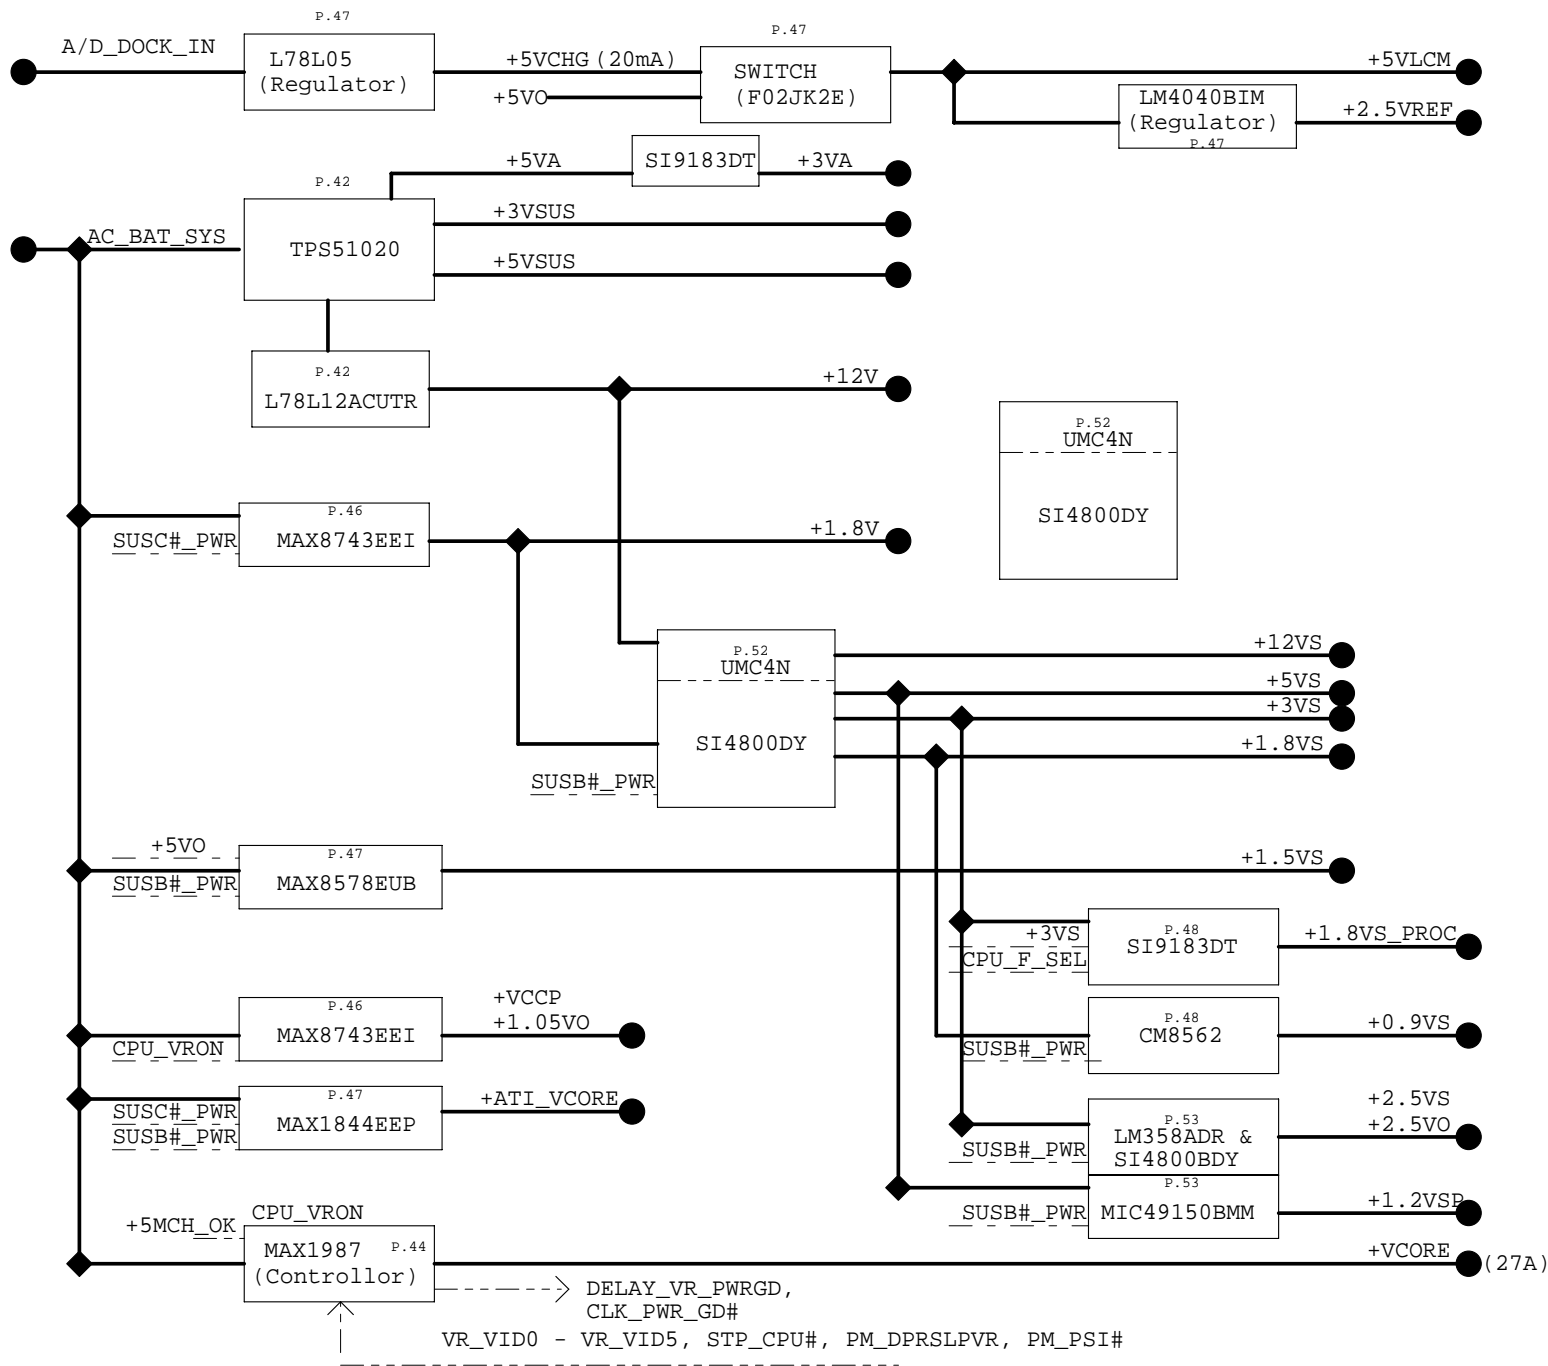 P.47
A/D_DOCK_IN
L78L05
(Regulator)
+5VCHG (20mA)
+5VO
P.47
SWITCH
(F02JK2E)
+5VLCM
LM4040BIM
(Regulator)
P.47
+2.5VREF
+5VA
SI9183DT
+3VA
P.42
AC_BAT_SYS
TPS51020
+3VSUS
+5VSUS
P.42
L78L12ACUTR
+12V
P.52
UMC4N
SI4800DY
P.46
SUSC#_PWR
MAX8743EEI
+1.8V
P.52
UMC4N
SI4800DY
SUSB#_PWR
+12VS
+5VS
+3VS
+1.8VS
+5VO
SUSB#_PWR
P.47
MAX8578EUB
+1.5VS
+3VS
CPU_F_SEL
P.48
SI9183DT
+1.8VS_PROC
P.46
MAX8743EEI
CPU_VRON
+VCCP
+1.05VO
P.48
CM8562
SUSB#_PWR
+0.9VS
P.47
MAX1844EEP
SUSC#_PWR
SUSB#_PWR
+ATI_VCORE
P.53
LM358ADR &
SI4800BDY
SUSB#_PWR
+2.5VS
+2.5VO
P.53
MIC49150BMM
SUSB#_PWR
+1.2VSP
CPU_VRON
+5MCH_OK
MAX1987 P.44
(Controllor)
+VCORE
(27A)
DELAY_VR_PWRGD,
CLK_PWR_GD#
VR_VID0 - VR_VID5, STP_CPU#, PM_DPRSLPVR, PM_PSI#